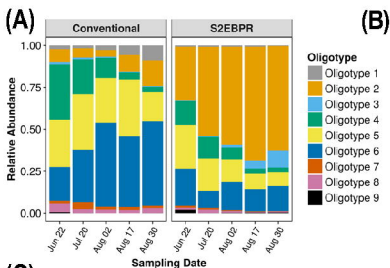 (A)
(B)
Conventional
S2EBPR
Relative Abundance
1.00
0.75
0.50
0.25
0.00
Oligotype
Oligotype 1
Oligotype 2
Oligotype 3
Oligotype 4
Oligotype 5
Oligotype 6
Oligotype 7
Oligotype 8
Oligotype 9
Jun 22
Jul 20
Aug 02
Aug 17
Aug 30
Jun 22
Jul 20
Aug 02
Aug 17
Aug 30
Sampling Date